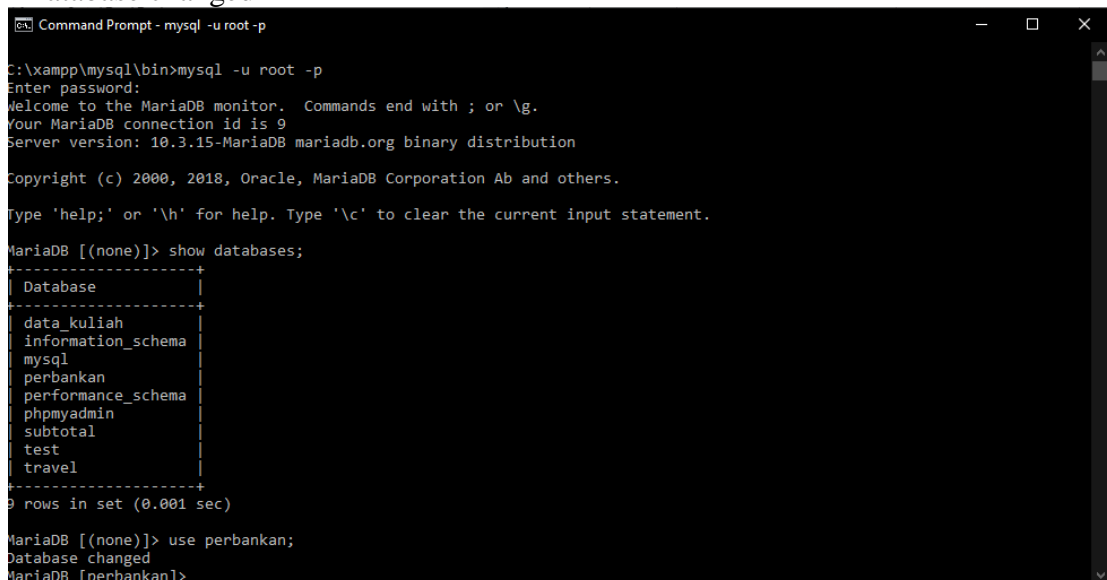 Database changed
Command Prompt - mysql -u root -p
C:\xampp\mysql\bin>mysql -u root -p
Enter password:
Welcome to the MariaDB monitor.  Commands end with ; or \g.
Your MariaDB connection id is 9
Server version: 10.3.15-MariaDB mariadb.org binary distribution
Copyright (c) 2000, 2018, Oracle, MariaDB Corporation Ab and others.
Type 'help;' or '\h' for help. Type '\c' to clear the current input statement.
MariaDB [(none)]> show databases;
+--------------------+
| Database           |
+--------------------+
| data_kuliah        |
| information_schema |
| mysql              |
| perbankan          |
| performance_schema |
| phpmyadmin         |
| subtotal           |
| test               |
| travel             |
+--------------------+
9 rows in set (0.001 sec)
MariaDB [(none)]> use perbankan;
Database changed
MariaDB [perbankan]>